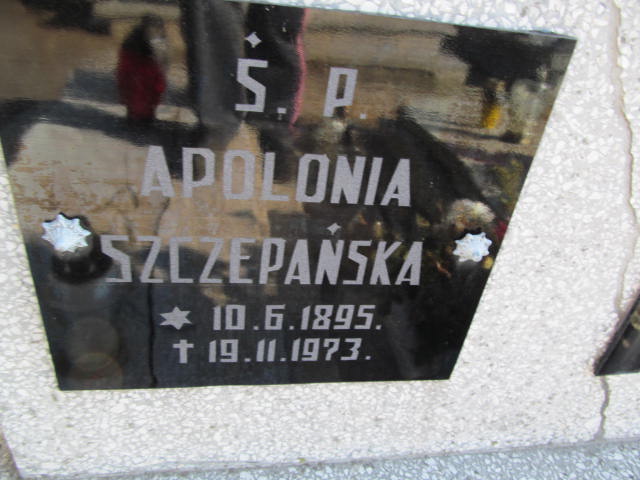 Ś. P.
APOLONIA
SZCZEPAŃSKA
✶ 10.6.1895.
✝ 19.11.1973.